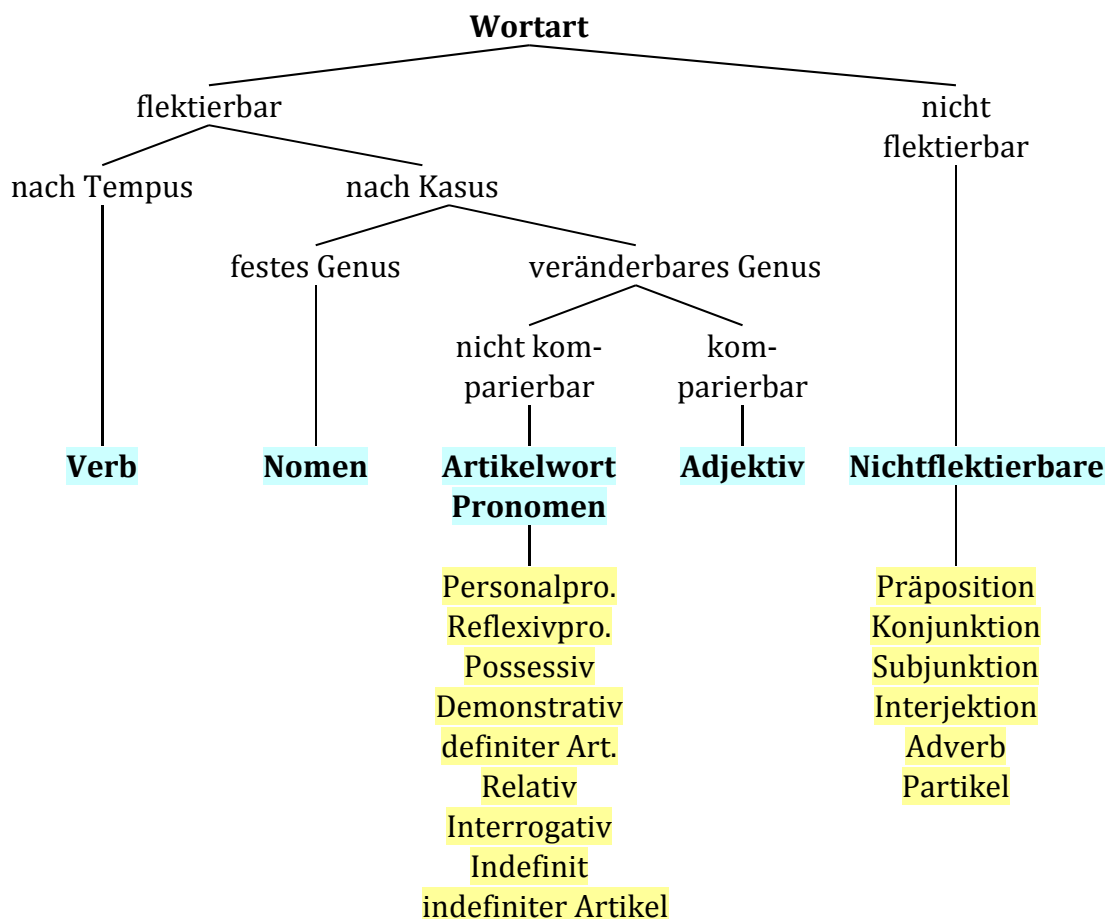 Wortart
flektierbar
nicht
flektierbar
nach Tempus
nach Kasus
festes Genus
veränderbares Genus
nicht kom-
parierbar
kom-
parierbar
Verb
Nomen
Artikelwort
Pronomen
Adjektiv
Nichtflektierbare
Personalpro.
Reflexivpro.
Possessiv
Demonstrativ
definiter Art.
Relativ
Interrogativ
Indefinit
indefiniter Artikel
Präposition
Konjunktion
Subjunktion
Interjektion
Adverb
Partikel